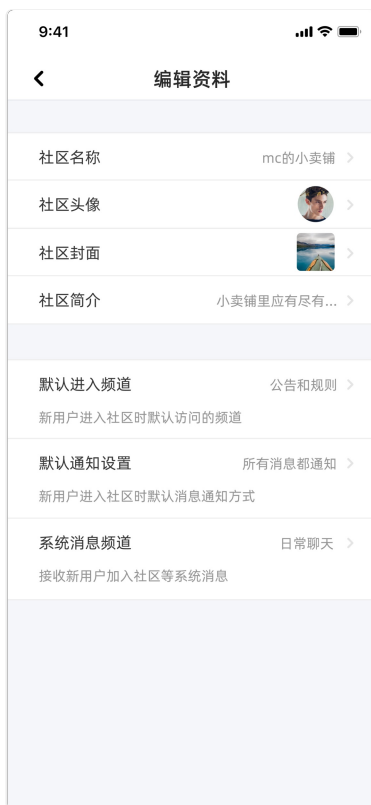 9:41
编辑资料
社区名称 mc的小卖铺
社区头像
社区封面
社区简介 小卖铺里应有尽有...
默认进入频道 公告和规则
新用户进入社区时默认访问的频道
默认通知设置 所有消息都通知
新用户进入社区时默认消息通知方式
系统消息频道 日常聊天
接收新用户加入社区等系统消息